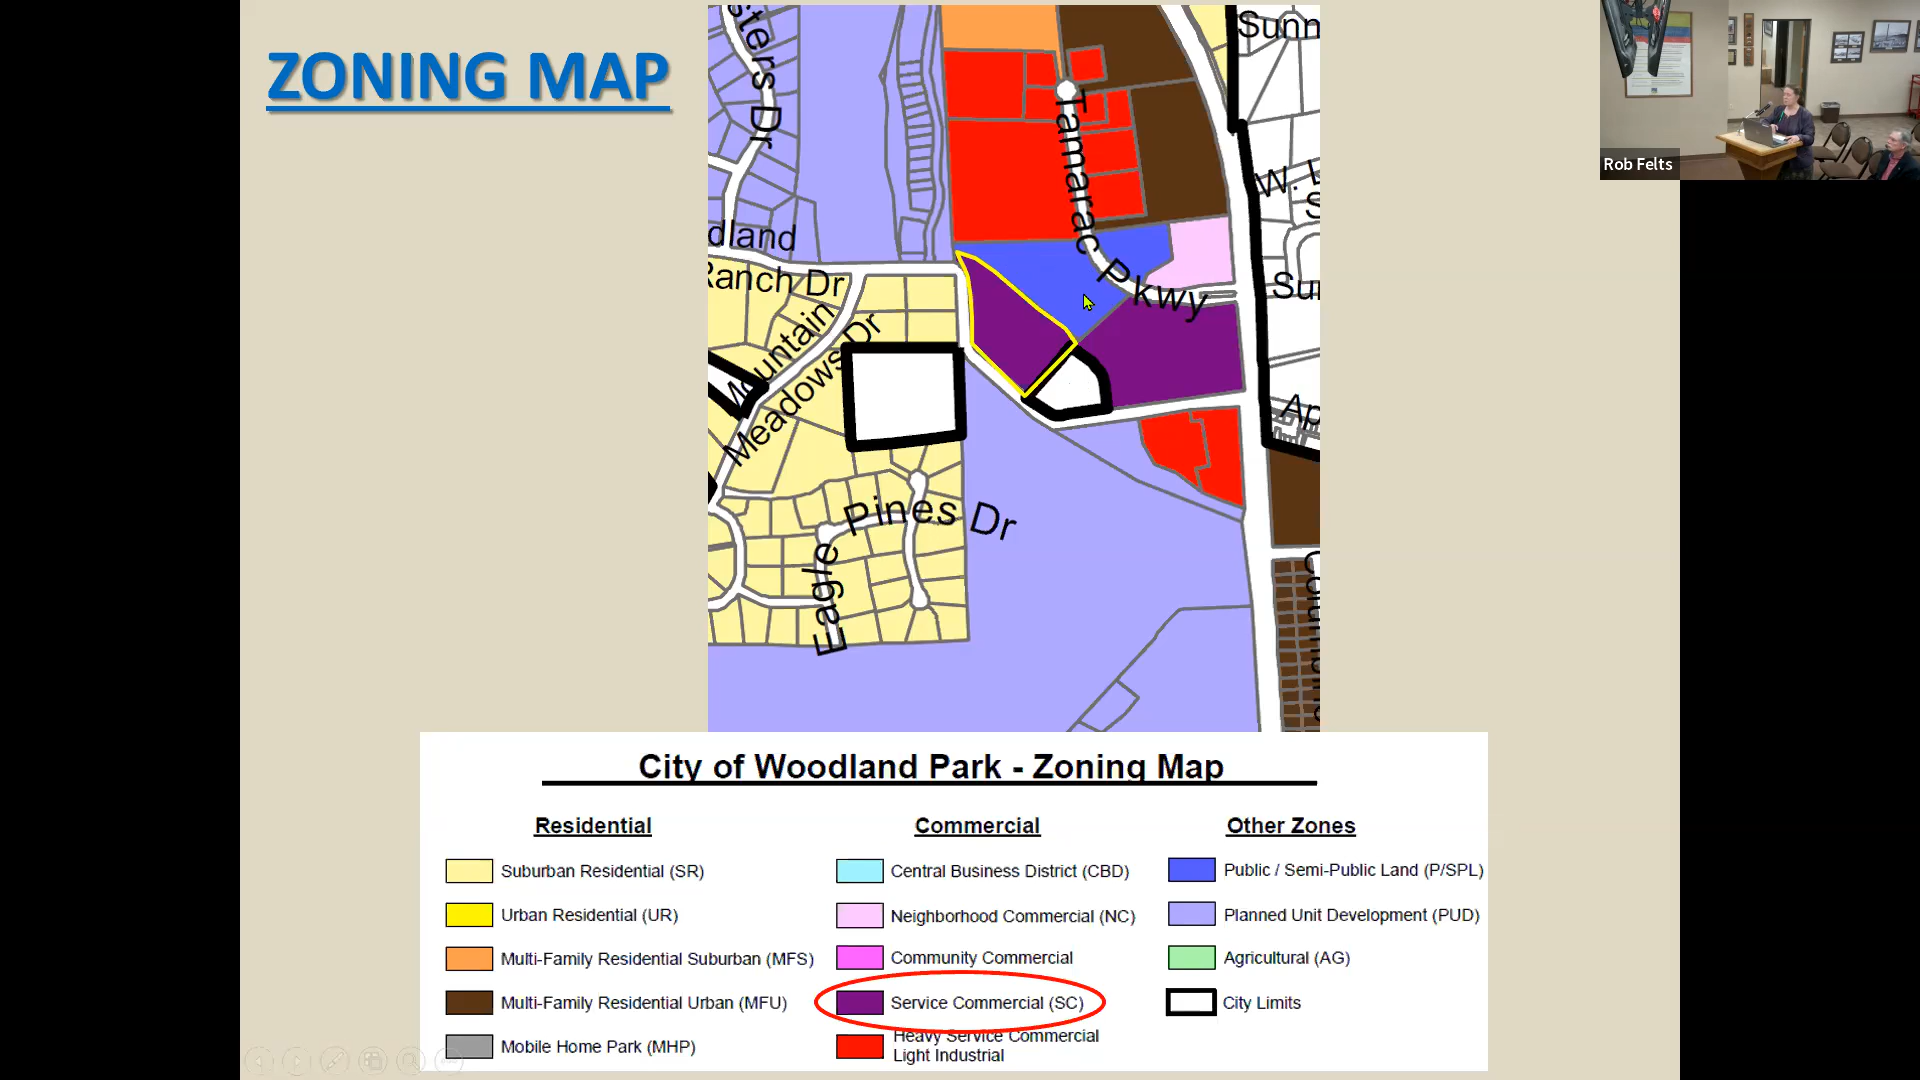 ZONING MAP
Sunn
Dr
W.
Tamarac Pkwy
dland
Ranch Dr
Mountain
Meadows Dr
Eagle Pines Dr
Rob Felts
City of Woodland Park - Zoning Map
Residential
Suburban Residential (SR)
Urban Residential (UR)
Multi-Family Residential Suburban (MFS)
Multi-Family Residential Urban (MFU)
Mobile Home Park (MHP)
Commercial
Central Business District (CBD)
Neighborhood Commercial (NC)
Community Commercial
Service Commercial (SC)
Heavy Service Commercial
Light Industrial
Other Zones
Public / Semi-Public Land (P/SPL)
Planned Unit Development (PUD)
Agricultural (AG)
City Limits